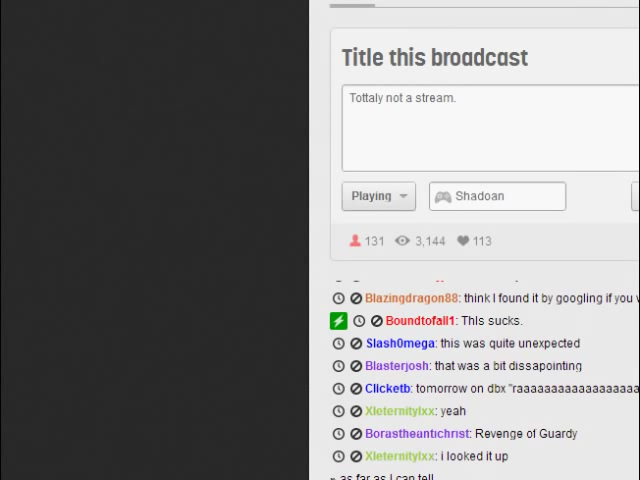 Title this broadcast
Tottaly not a stream.
Playing Shadoan
131 3,144 113
Blazingdragon88: think I found it by googling if you
Boundtofall1: This sucks.
Slash0mega: this was quite unexpected
Blasterjosh: that was a bit dissapointing
Clicketb: tomorrow on dbx "raaaaaaaaaaaaaaaaaaa
Xleternitylxx: yeah
Borastheantichrist: Revenge of Guardy
Xleternitylxx: i looked it up
as far as I can tell